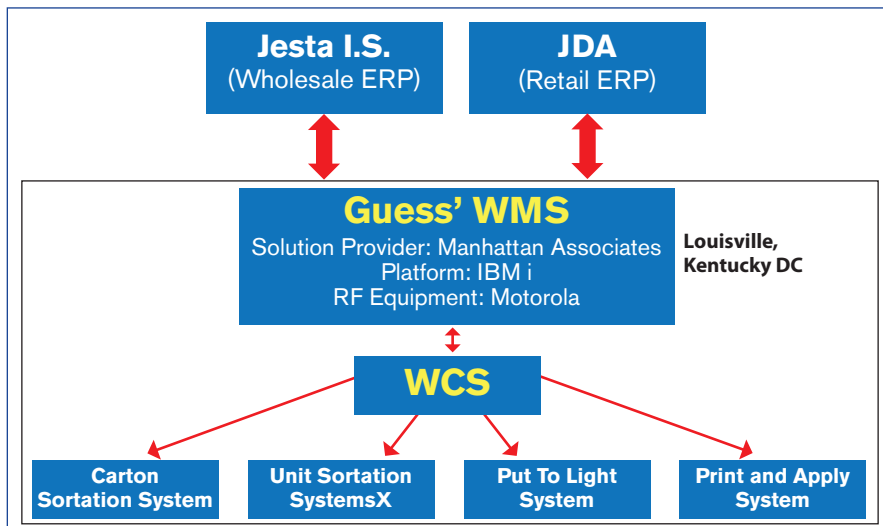 Jesta I.S.
(Wholesale ERP)
JDA
(Retail ERP)
Guess’ WMS
Solution Provider: Manhattan Associates
Platform: IBM i
RF Equipment: Motorola
Louisville,
Kentucky DC
WCS
Carton
Sortation System
Unit Sortation
SystemsX
Put To Light
System
Print and Apply
System